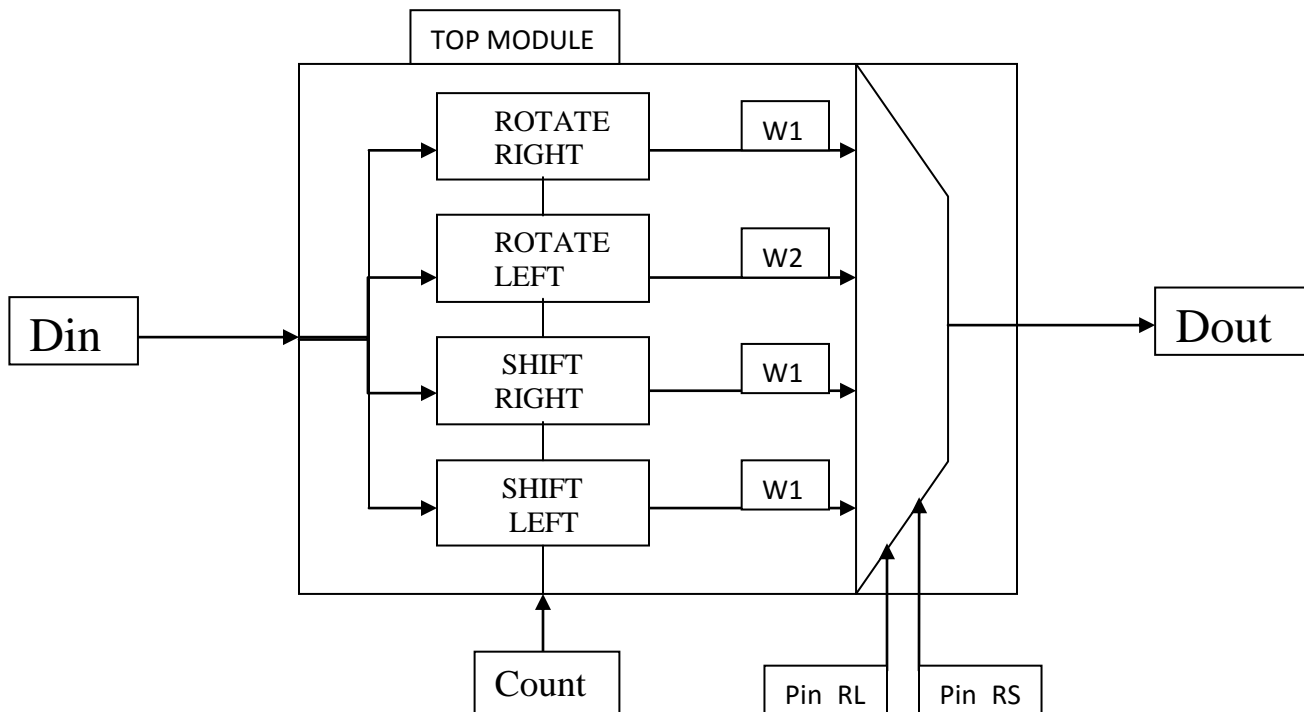 TOP MODULE
ROTATE
RIGHT
W1
ROTATE
LEFT
W2
Din
Dout
SHIFT
RIGHT
W1
SHIFT
LEFT
W1
Count
Pin RL
Pin RS